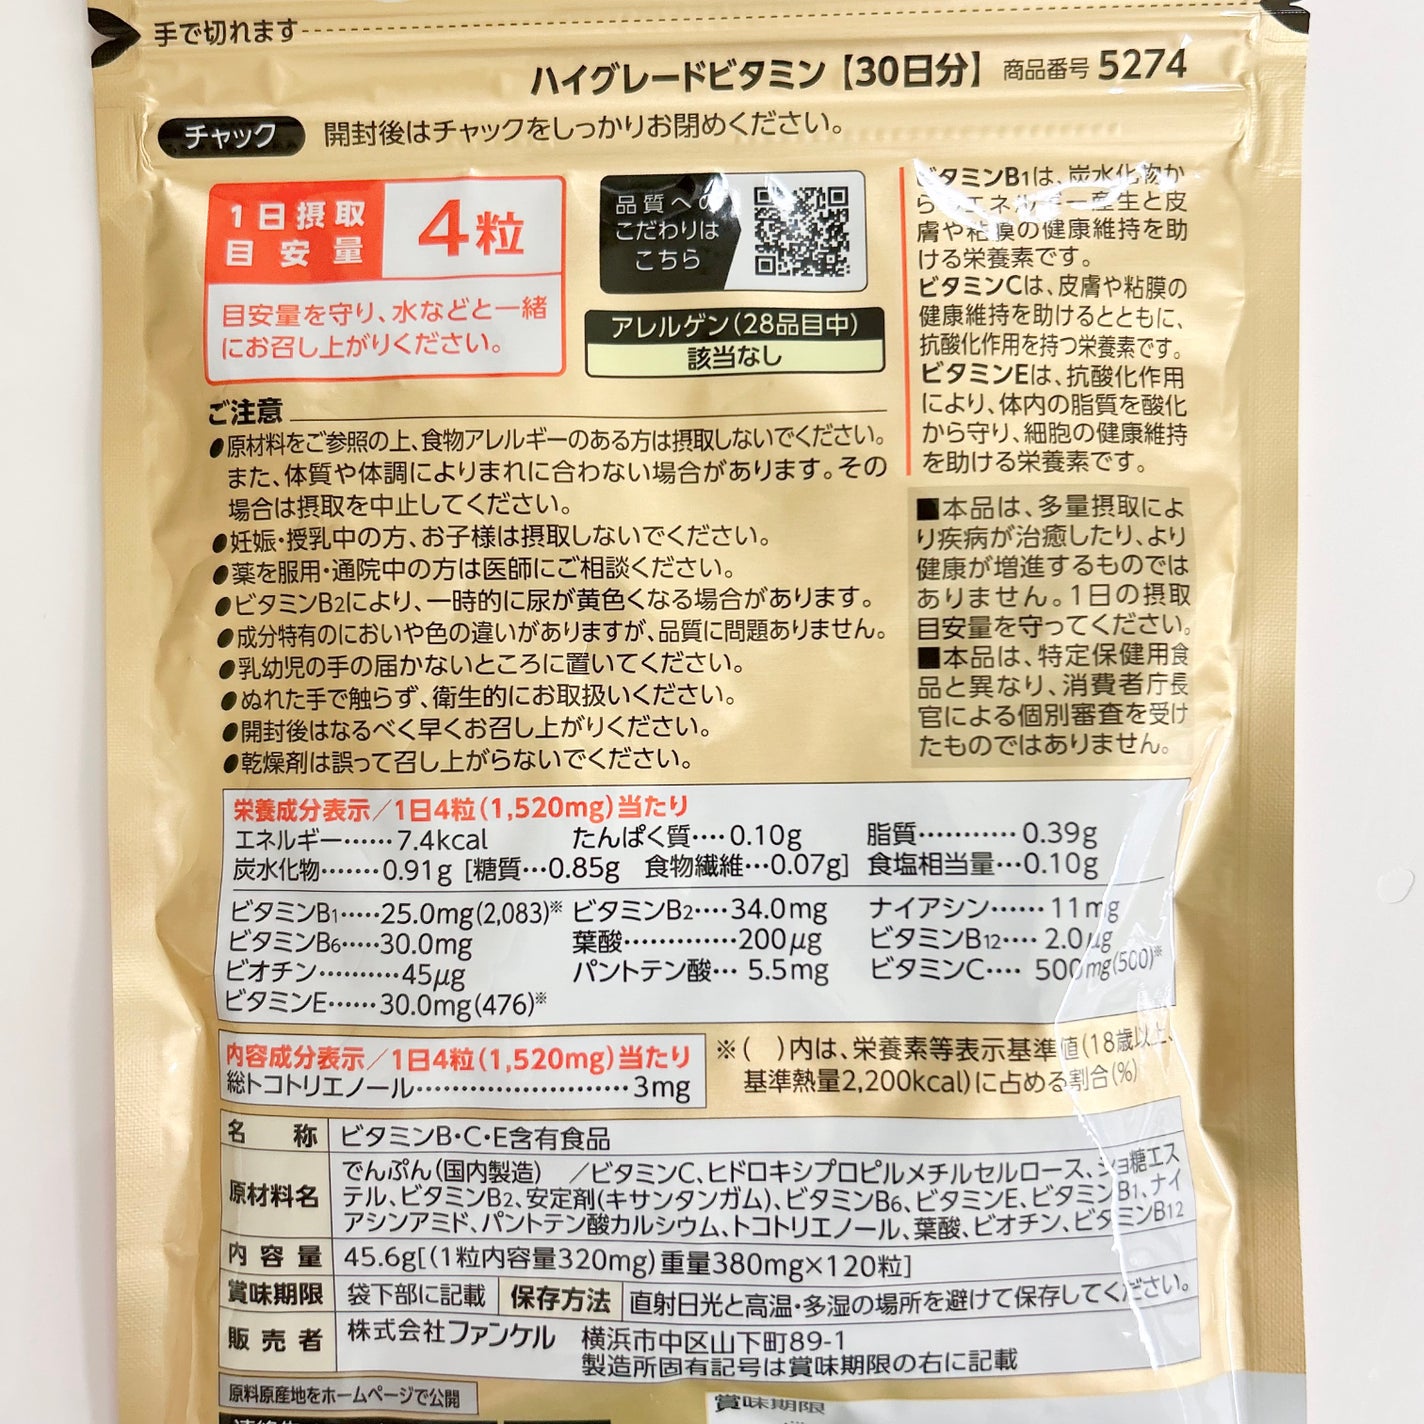 手で切れます
ハイグレードビタミン【30日分】 商品番号 5274
チャック 開封後はチャックをしっかりお閉めください。
1日摂取
目安量
4粒
目安量を守り、水などと一緒
にお召し上がりください。
品質への
こだわりは
こちら
アレルゲン(28品目中)
該当なし
ビタミンB1は、炭水化物か
らのエネルギー産生と皮
膚や粘膜の健康維持を助
ける栄養素です。
ビタミンCは、皮膚や粘膜の
健康維持を助けるとともに、
抗酸化作用を持つ栄養素です。
ビタミンEは、抗酸化作用
により、体内の脂質を酸化
から守り、細胞の健康維持
を助ける栄養素です。
ご注意
●原材料をご参照の上、食物アレルギーのある方は摂取しないでください。
また、体質や体調によりまれに合わない場合があります。その
場合は摂取を中止してください。
●妊娠・授乳中の方、お子様は摂取しないでください。
●薬を服用・通院中の方は医師にご相談ください。
●ビタミンB2により、一時的に尿が黄色くなる場合があります。
●成分特有のにおいや色の違いがありますが、品質に問題ありません。
●乳幼児の手の届かないところに置いてください。
●ぬれた手で触らず、衛生的にお取扱いください。
●開封後はなるべく早くお召し上がりください。
●乾燥剤は誤って召し上がらないでください。
■本品は、多量摂取によ
り疾病が治癒したり、より
健康が増進するものでは
ありません。1日の摂取
目安量を守ってください。
■本品は、特定保健用食
品と異なり、消費者庁長
官による個別審査を受け
たものではありません。
栄養成分表示/1日4粒(1,520mg)当たり
エネルギー……7.4kcal たんぱく質‥‥0.10g 脂質…………0.39g
炭水化物……‥0.91g [糖質…0.85g 食物繊維…0.07g] 食塩相当量…0.10g
ビタミンB1‥‥‥25.0mg(2,083)※ ビタミンB2‥‥34.0mg ナイアシン……11mg
ビタミンB6‥‥‥30.0mg 葉酸…………‥200μg ビタミンB12‥‥2.0μg
ビオチン………‥45μg パントテン酸…5.5mg ビタミンC‥‥500mg(500)※
ビタミンE……30.0mg(476)※
内容成分表示/1日4粒(1,520mg)当たり
総トコトリエノール……………………3mg
※( )内は、栄養素等表示基準値(18歳以上、
基準熱量2,200kcal)に占める割合(%)
名称 ビタミンB・C・E含有食品
原材料名 でんぷん(国内製造) /ビタミンC、ヒドロキシプロピルメチルセルロース、ショ糖エス
テル、ビタミンB2、安定剤(キサンタンガム)、ビタミンB6、ビタミンE、ビタミンB1、ナイ
アシンアミド、パントテン酸カルシウム、トコトリエノール、葉酸、ビオチン、ビタミンB12
内容量 45.6g[(1粒内容量320mg)重量380mg×120粒]
賞味期限 袋下部に記載 保存方法 直射日光と高温・多湿の場所を避けて保存してください。
販売者 株式会社ファンケル 横浜市中区山下町89-1
製造所固有記号は賞味期限の右に記載
原料原産地をホームページで公開
賞味期限